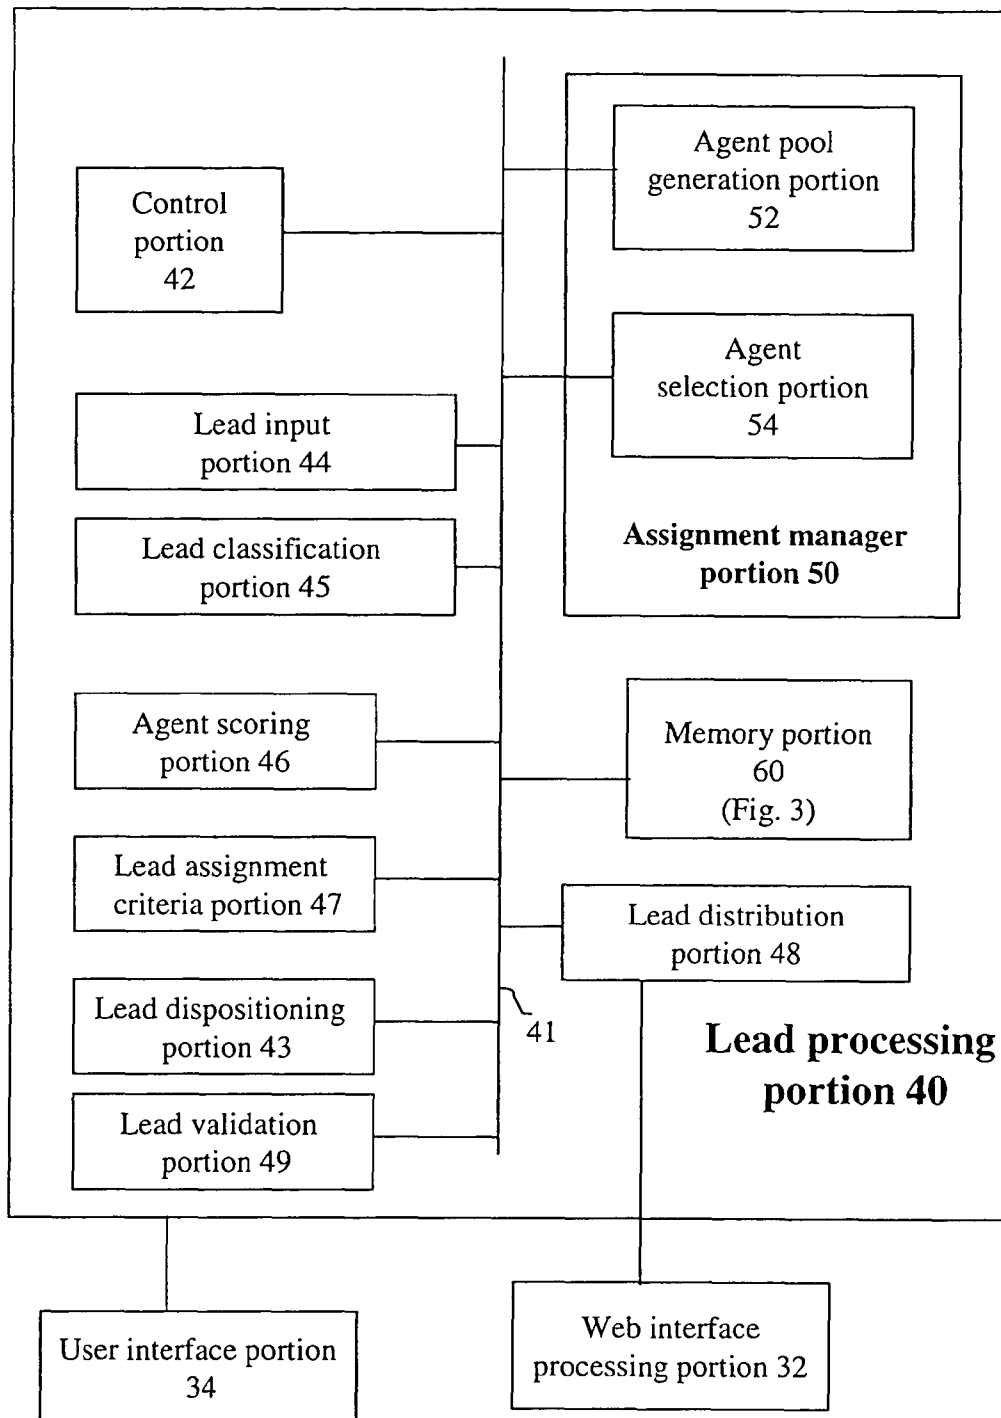 Agent pool
generation portion
52
Control
portion
42
Agent
selection portion
54
Lead input
portion 44
Assignment manager
portion 50
Lead classification
portion 45
Agent scoring
portion 46
Memory portion
60
(Fig. 3)
Lead assignment
criteria portion 47
Lead distribution
portion 48
Lead dispositioning
portion 43
41
Lead processing
portion 40
Lead validation
portion 49
User interface portion
34
Web interface
processing portion 32